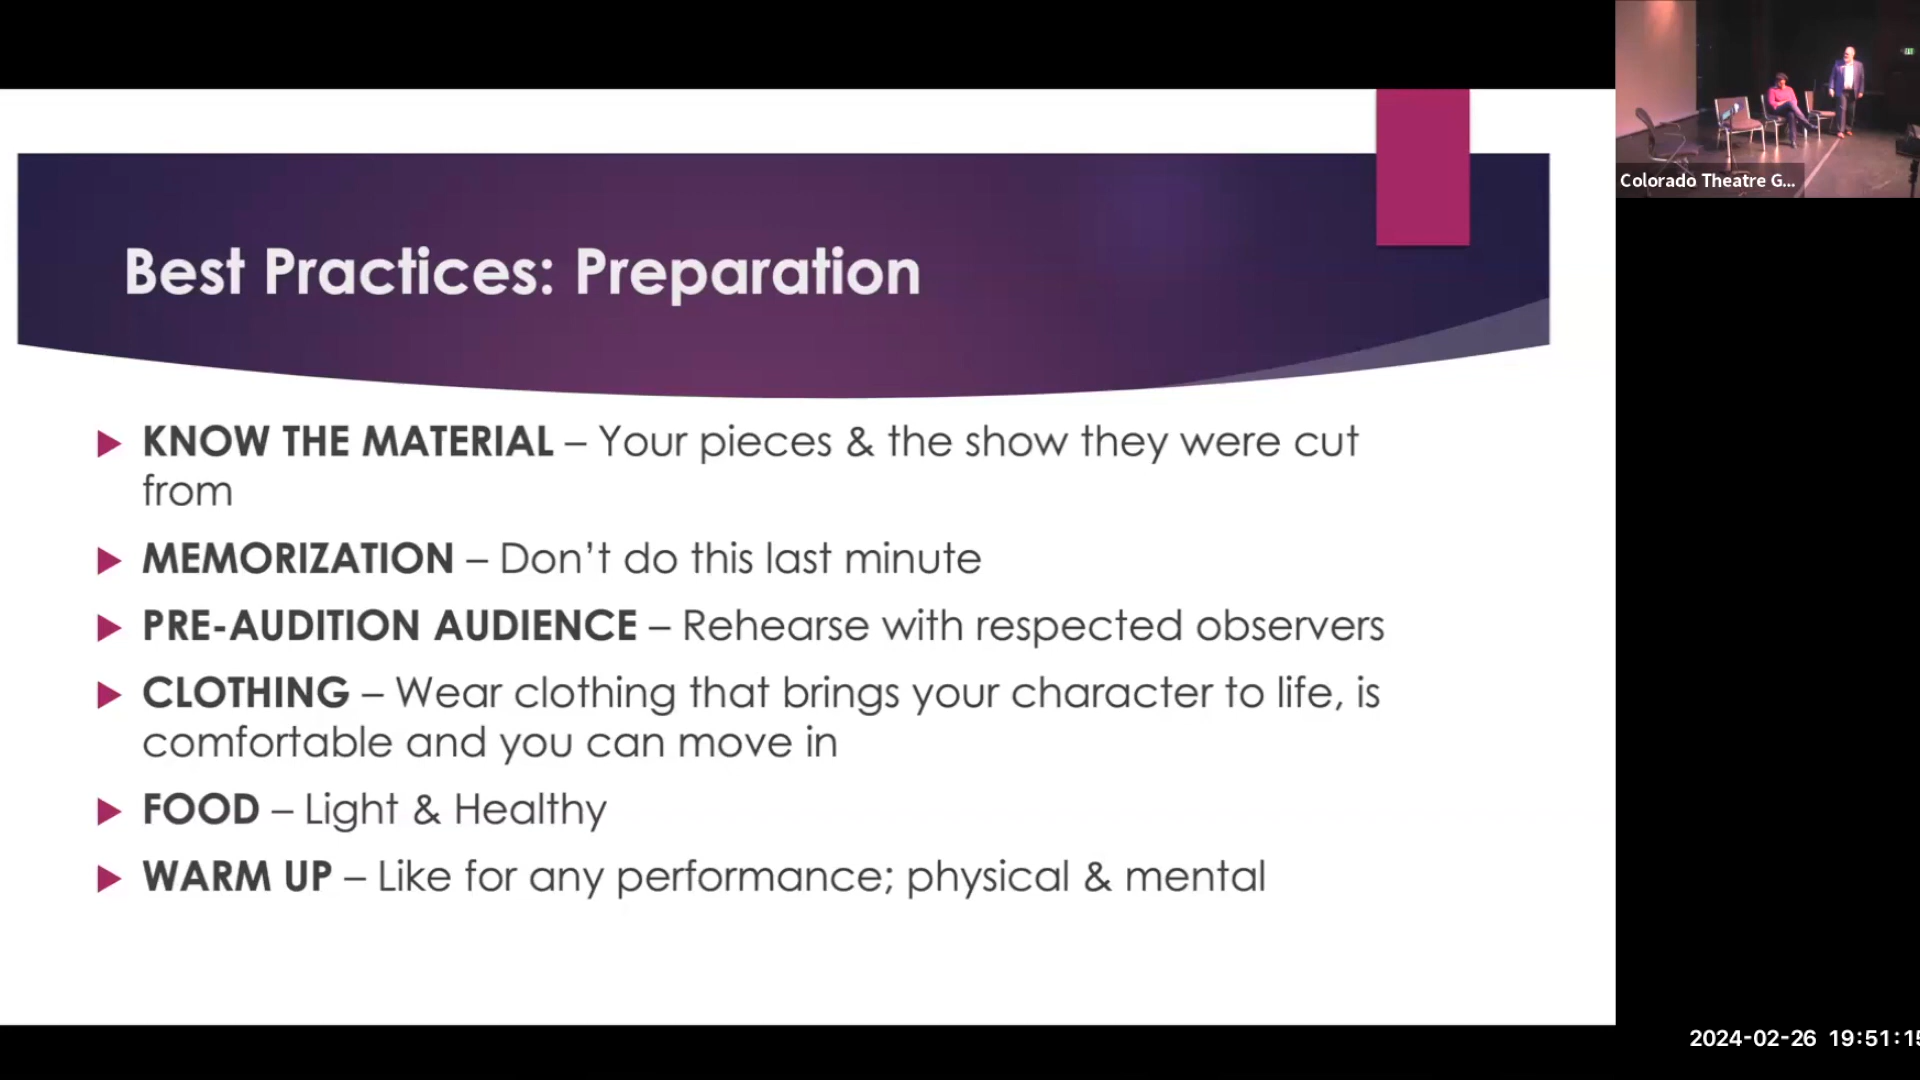 Best Practices: Preparation
KNOW THE MATERIAL – Your pieces & the show they were cut
from
MEMORIZATION – Don’t do this last minute
PRE-AUDITION AUDIENCE – Rehearse with respected observers
CLOTHING – Wear clothing that brings your character to life, is
comfortable and you can move in
FOOD – Light & Healthy
WARM UP – Like for any performance; physical & mental
Colorado Theatre G...
2024-02-26 19:51:15